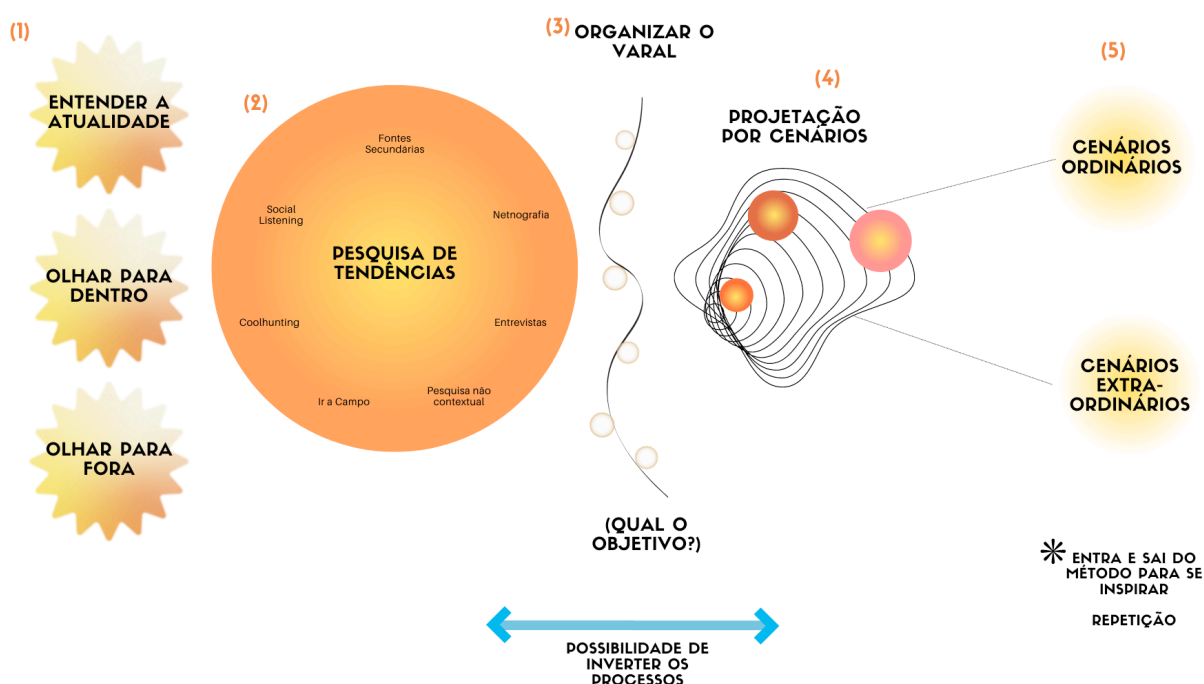 (1)
ENTENDER A
ATUALIDADE
OLHAR PARA
DENTRO
OLHAR PARA
FORA
(2)
Fontes
Secundárias
Social
Listening
Netnografia
PESQUISA DE
TENDÊNCIAS
Coolhunting
Entrevistas
Ir a Campo
Pesquisa não
contextual
(3)
ORGANIZAR O
VARAL
(QUAL O
OBJETIVO?)
(4)
PROJETAÇÃO
POR CENÁRIOS
(5)
CENÁRIOS
ORDINÁRIOS
CENÁRIOS
EXTRA-
ORDINÁRIOS
ENTRA E SAI DO
MÉTODO PARA SE
INSPIRAR
REPETIÇÃO
POSSIBILIDADE DE
INVERTER OS
PROCESSOS